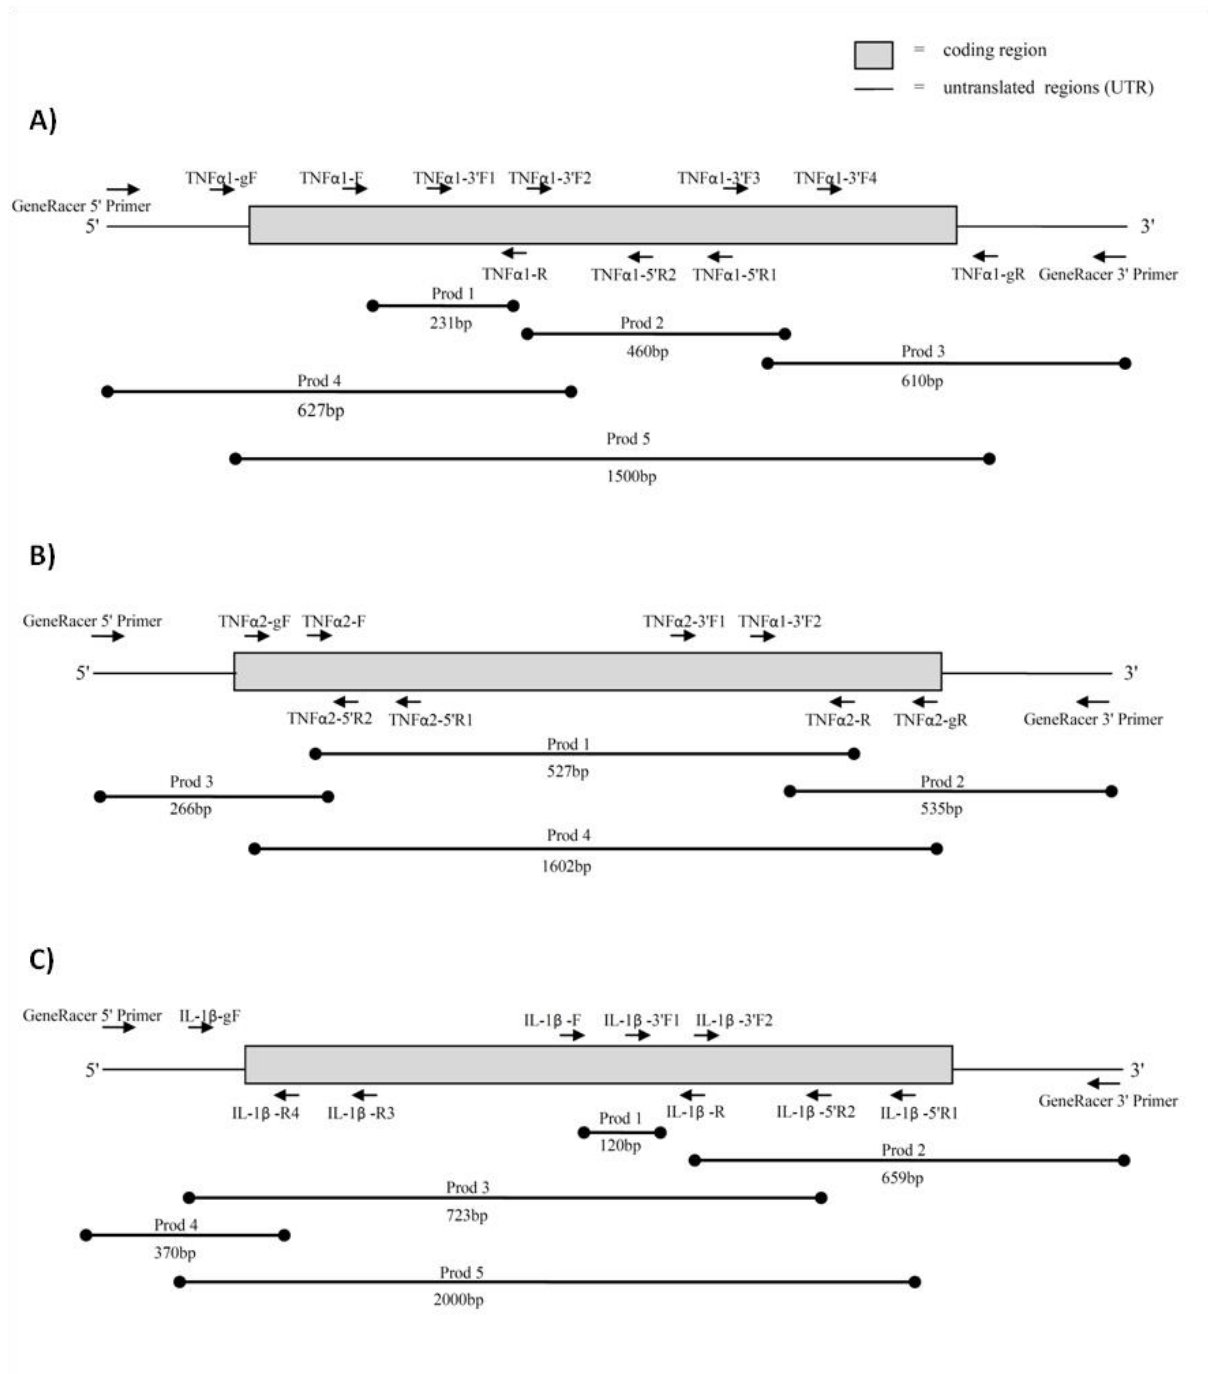 = coding region
= untranslated regions (UTR)
A)
TNFα1-gF TNFα1-F TNFα1-3'F1 TNFα1-3'F2 TNFα1-3'F3 TNFα1-3'F4
GeneRacer 5' Primer
5' 3'
TNFα1-R TNFα1-5'R2 TNFα1-5'R1 TNFα1-gR GeneRacer 3' Primer
Prod 1
231bp
Prod 2
460bp
Prod 3
610bp
Prod 4
627bp
Prod 5
1500bp
B)
GeneRacer 5' Primer TNFα2-gF TNFα2-F TNFα2-3'F1 TNFα1-3'F2
5' 3'
TNFα2-5'R2 TNFα2-5'R1 TNFα2-R TNFα2-gR GeneRacer 3' Primer
Prod 1
527bp
Prod 3
266bp
Prod 2
535bp
Prod 4
1602bp
C)
GeneRacer 5' Primer IL-1β-gF IL-1β -F IL-1β -3'F1 IL-1β -3'F2
5' 3'
GeneRacer 3' Primer
IL-1β -R4 IL-1β -R3 IL-1β -R IL-1β -5'R2 IL-1β -5'R1
Prod 1
120bp
Prod 2
659bp
Prod 3
723bp
Prod 4
370bp
Prod 5
2000bp